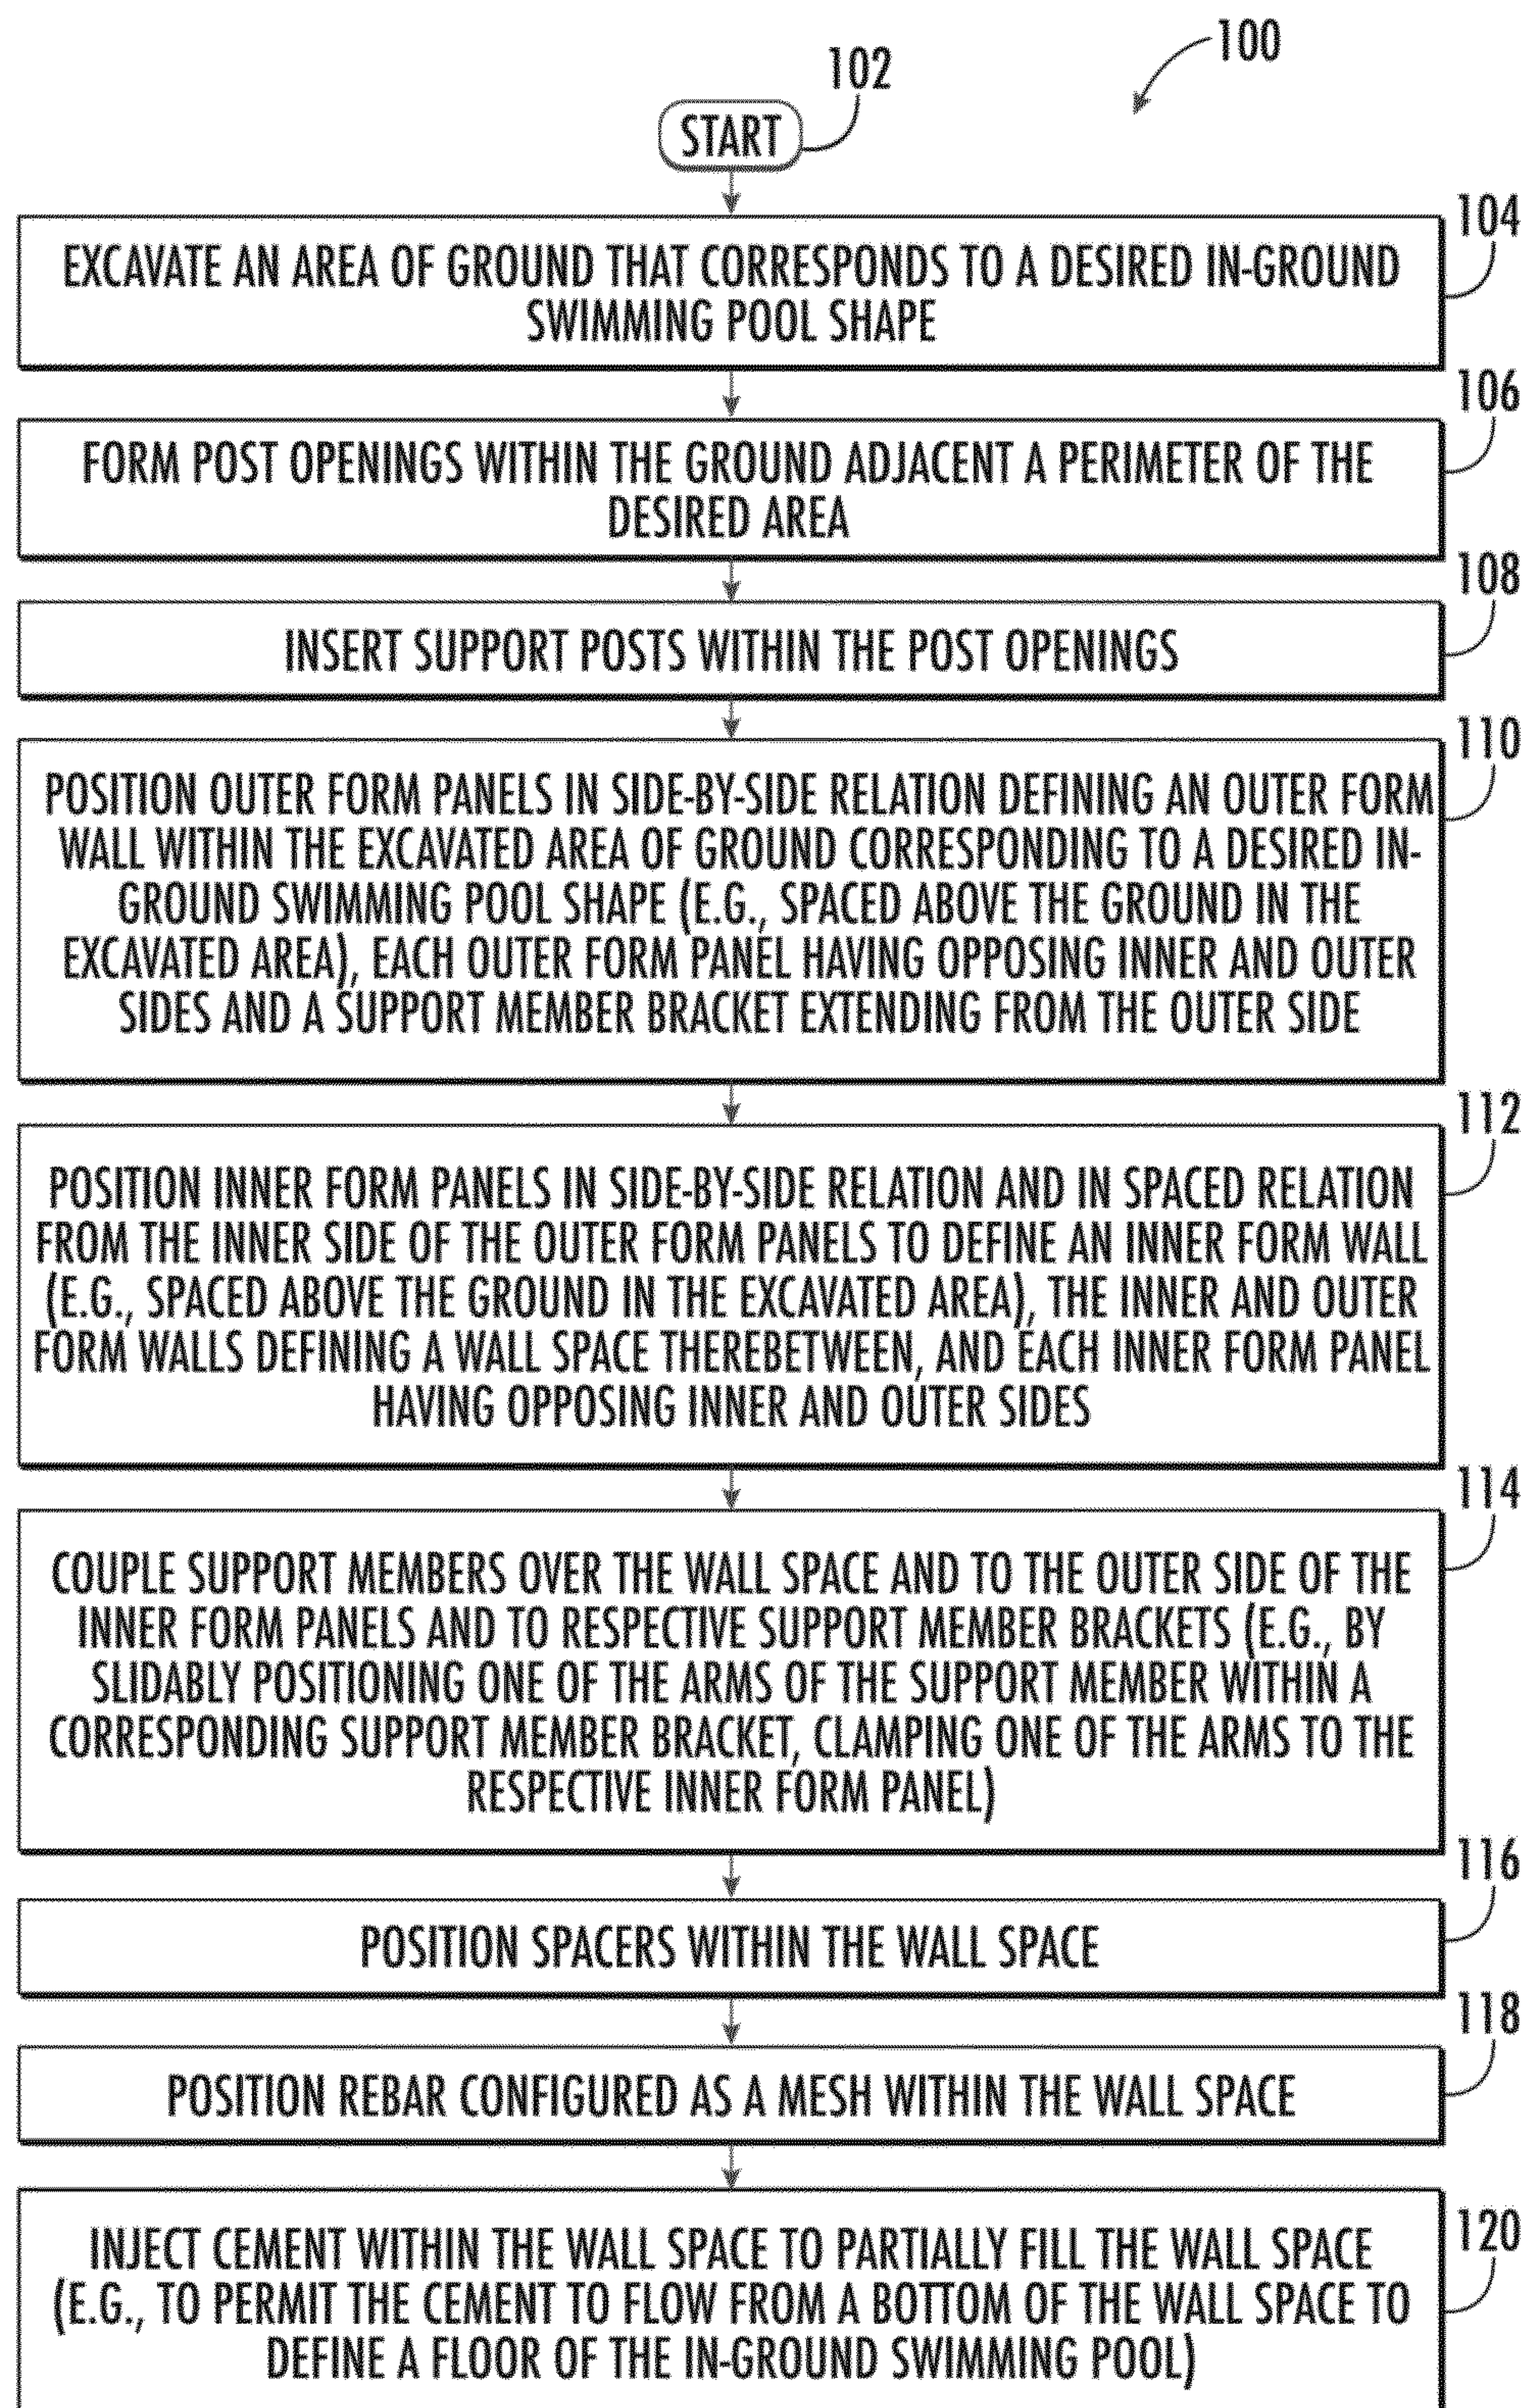 100
102
START
104
EXCAVATE AN AREA OF GROUND THAT CORRESPONDS TO A DESIRED IN-GROUND
SWIMMING POOL SHAPE
106
FORM POST OPENINGS WITHIN THE GROUND ADJACENT A PERIMETER OF THE
DESIRED AREA
108
INSERT SUPPORT POSTS WITHIN THE POST OPENINGS
110
POSITION OUTER FORM PANELS IN SIDE-BY-SIDE RELATION DEFINING AN OUTER FORM
WALL WITHIN THE EXCAVATED AREA OF GROUND CORRESPONDING TO A DESIRED IN-
GROUND SWIMMING POOL SHAPE (E.G., SPACED ABOVE THE GROUND IN THE
EXCAVATED AREA), EACH OUTER FORM PANEL HAVING OPPOSING INNER AND OUTER
SIDES AND A SUPPORT MEMBER BRACKET EXTENDING FROM THE OUTER SIDE
112
POSITION INNER FORM PANELS IN SIDE-BY-SIDE RELATION AND IN SPACED RELATION
FROM THE INNER SIDE OF THE OUTER FORM PANELS TO DEFINE AN INNER FORM WALL
(E.G., SPACED ABOVE THE GROUND IN THE EXCAVATED AREA), THE INNER AND OUTER
FORM WALLS DEFINING A WALL SPACE THEREBETWEEN, AND EACH INNER FORM PANEL
HAVING OPPOSING INNER AND OUTER SIDES
114
COUPLE SUPPORT MEMBERS OVER THE WALL SPACE AND TO THE OUTER SIDE OF THE
INNER FORM PANELS AND TO RESPECTIVE SUPPORT MEMBER BRACKETS (E.G., BY
SLIDABLY POSITIONING ONE OF THE ARMS OF THE SUPPORT MEMBER WITHIN A
CORRESPONDING SUPPORT MEMBER BRACKET, CLAMPING ONE OF THE ARMS TO THE
RESPECTIVE INNER FORM PANEL)
116
POSITION SPACERS WITHIN THE WALL SPACE
118
POSITION REBAR CONFIGURED AS A MESH WITHIN THE WALL SPACE
120
INJECT CEMENT WITHIN THE WALL SPACE TO PARTIALLY FILL THE WALL SPACE
(E.G., TO PERMIT THE CEMENT TO FLOW FROM A BOTTOM OF THE WALL SPACE TO
DEFINE A FLOOR OF THE IN-GROUND SWIMMING POOL)